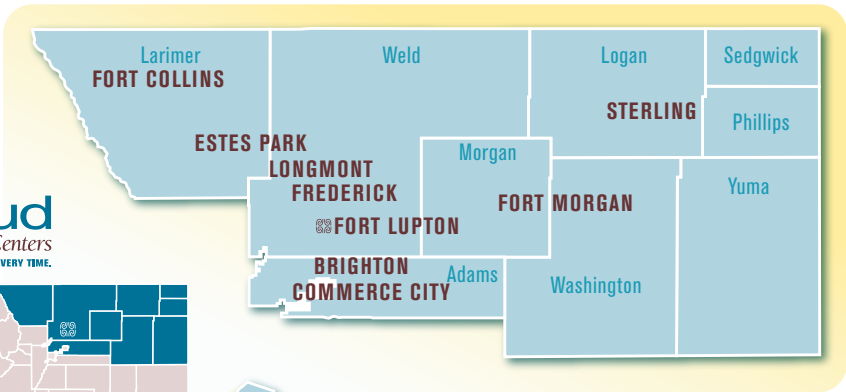 Larimer
Weld
Logan
Sedgwick
FORT COLLINS
STERLING
Phillips
ESTES PARK
Morgan
LONGMONT
Yuma
FREDERICK
FORT MORGAN
FORT LUPTON
ud
enters
VERY TIME.
BRIGHTON
Adams
COMMERCE CITY
Washington